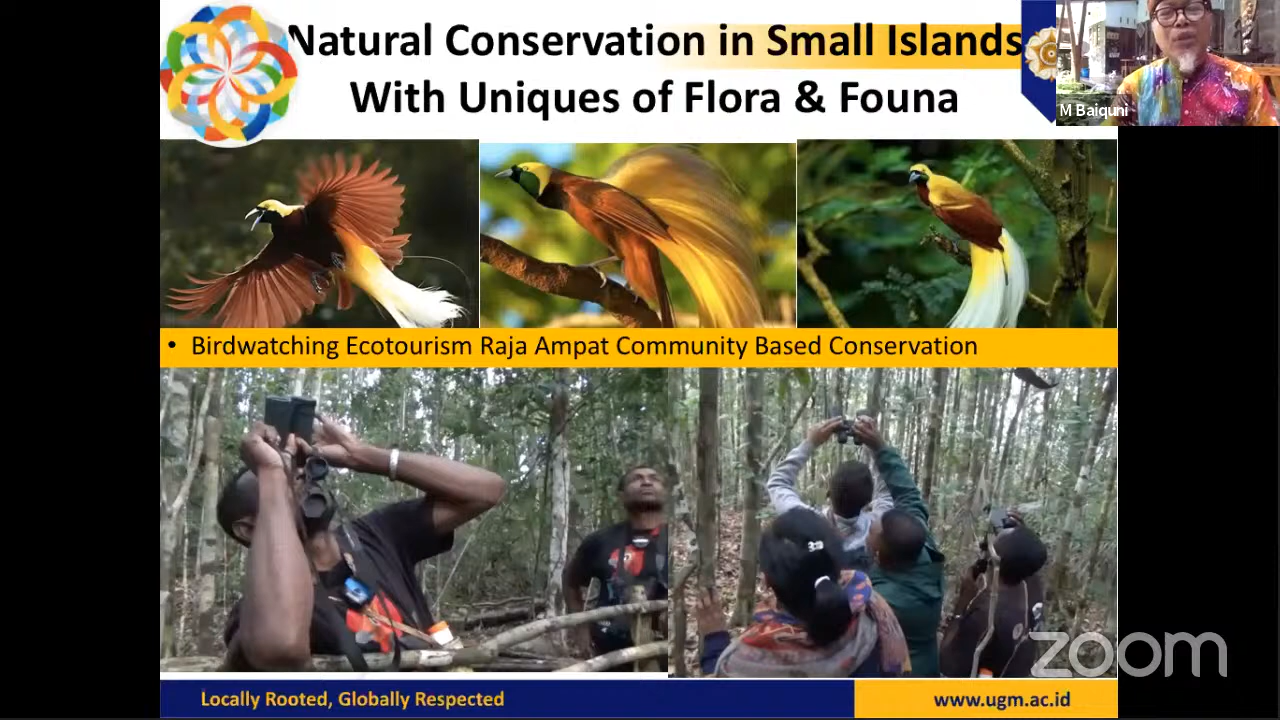 Natural Conservation in Small Islands
With Uniques of Flora & Founa
M Baiquni
• Birdwatching Ecotourism Raja Ampat Community Based Conservation
zoom
Locally Rooted, Globally Respected
www.ugm.ac.id